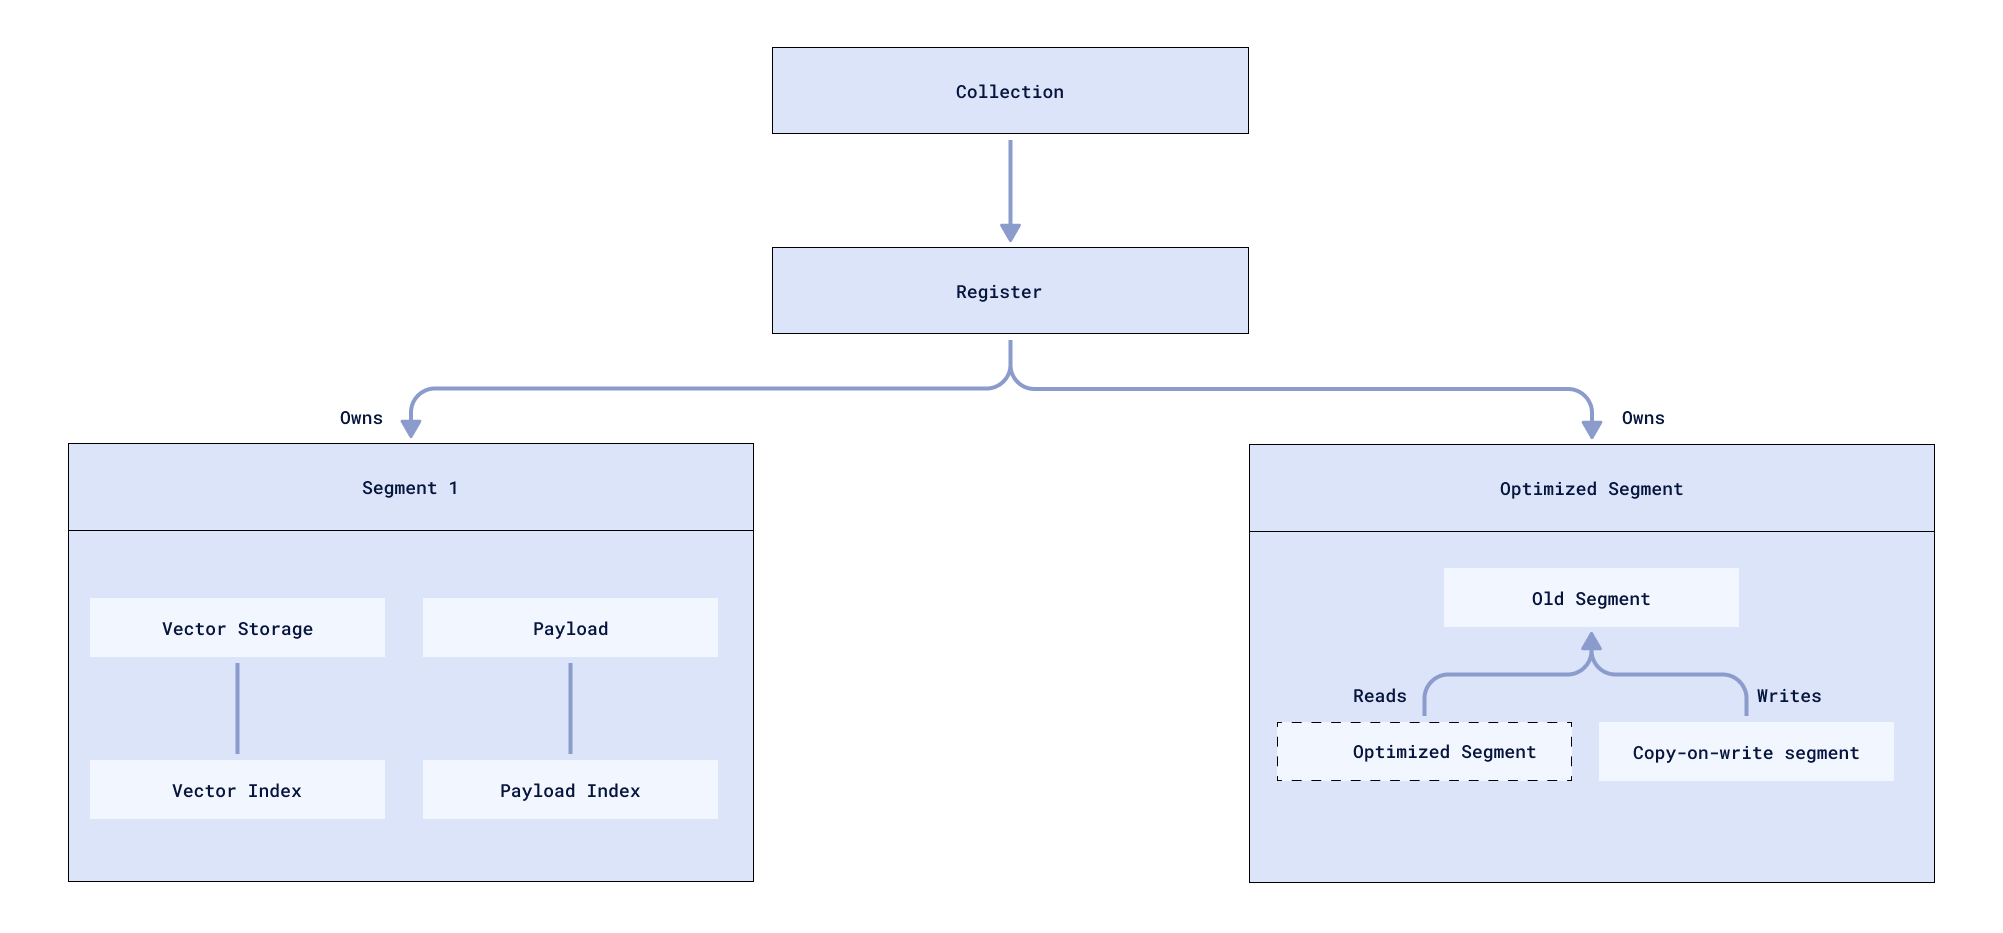 Collection
Register
Owns
Owns
Segment 1
Optimized Segment
Vector Storage
Payload
Vector Index
Payload Index
Old Segment
Reads
Writes
Optimized Segment
Copy-on-write segment